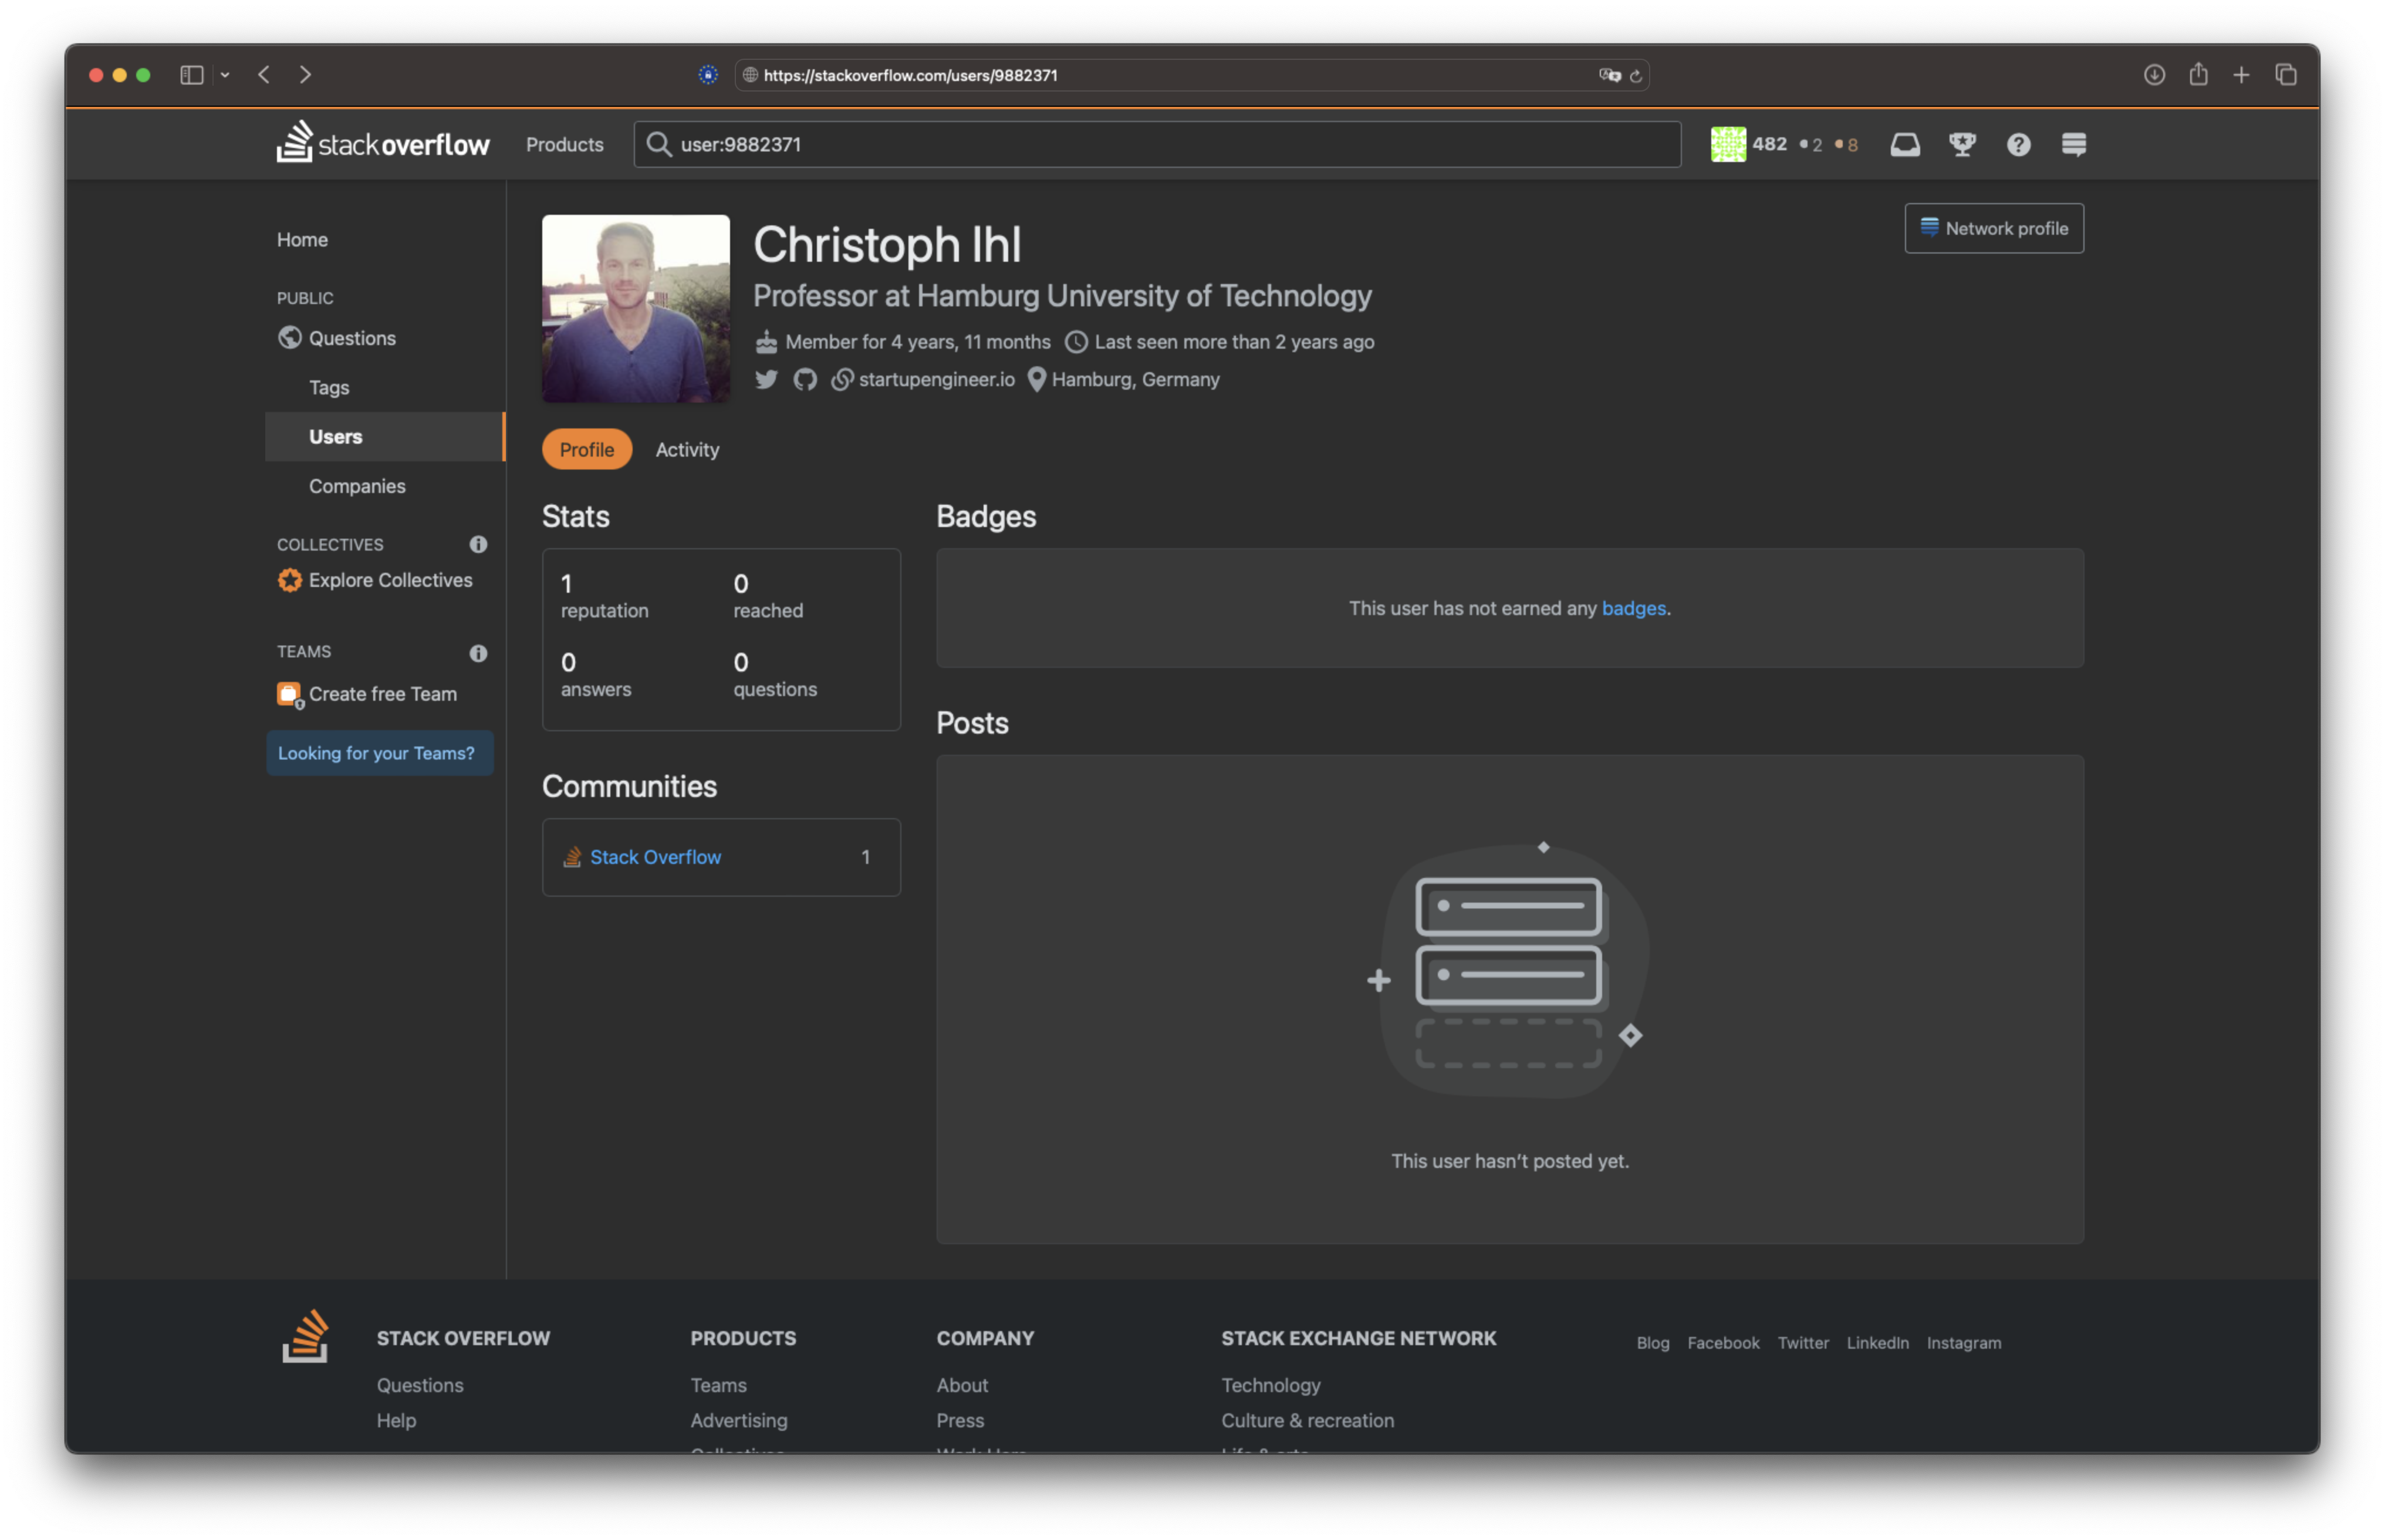 https://stackoverflow.com/users/9882371
stackoverflow
Products
user:9882371
482 2 8
Home
PUBLIC
Questions
Tags
Users
Companies
COLLECTIVES
Explore Collectives
TEAMS
Create free Team
Looking for your Teams?
Christoph Ihl
Professor at Hamburg University of Technology
Member for 4 years, 11 months Last seen more than 2 years ago
startupengineer.io Hamburg, Germany
Network profile
Profile Activity
Stats
1 0
reputation reached
0 0
answers questions
Communities
Stack Overflow 1
Badges
This user has not earned any badges.
Posts
This user hasn't posted yet.
STACK OVERFLOW
Questions
Help
PRODUCTS
Teams
Advertising
Collectives
COMPANY
About
Press
Work Here
STACK EXCHANGE NETWORK
Technology
Culture & recreation
Life & arts
Blog Facebook Twitter LinkedIn Instagram